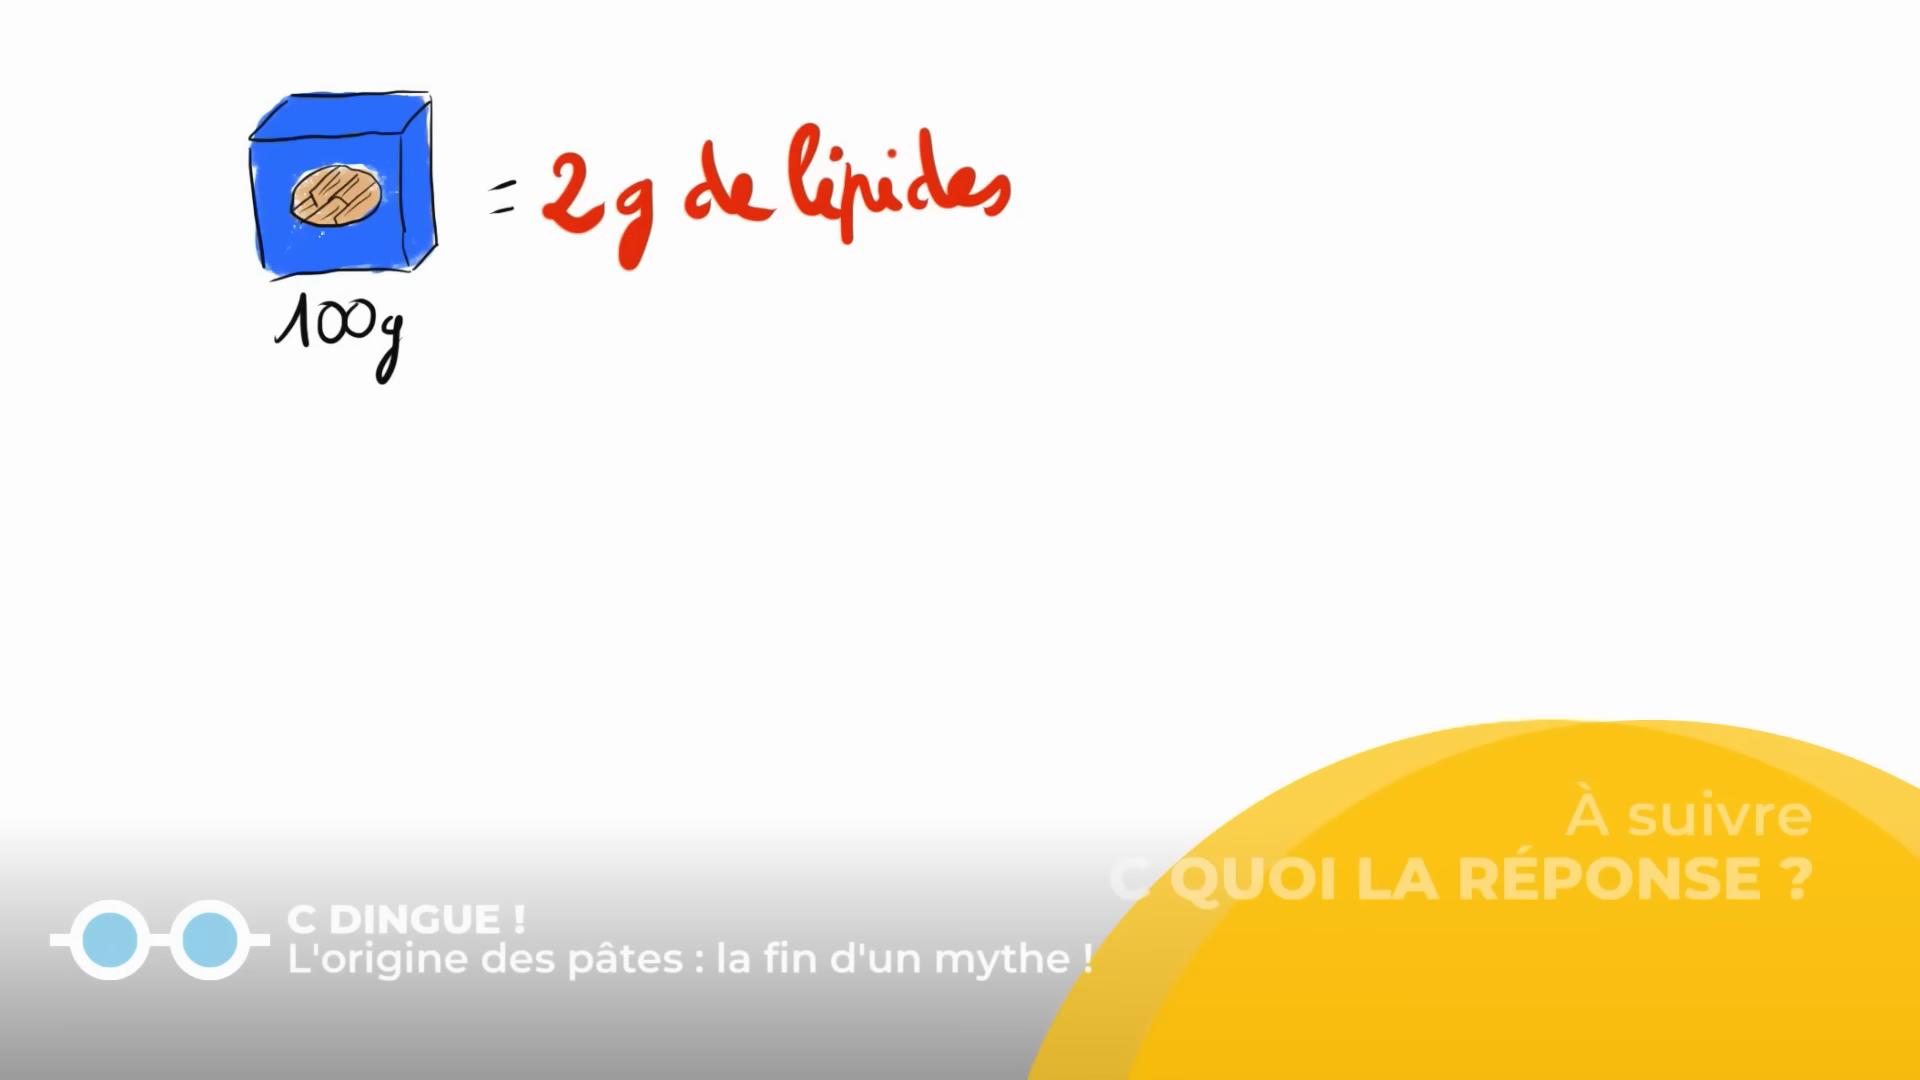 = 2g de lipides
100g
À suivre
C QUOI LA RÉPONSE ?
C DINGUE !
L'origine des pâtes : la fin d'un mythe !